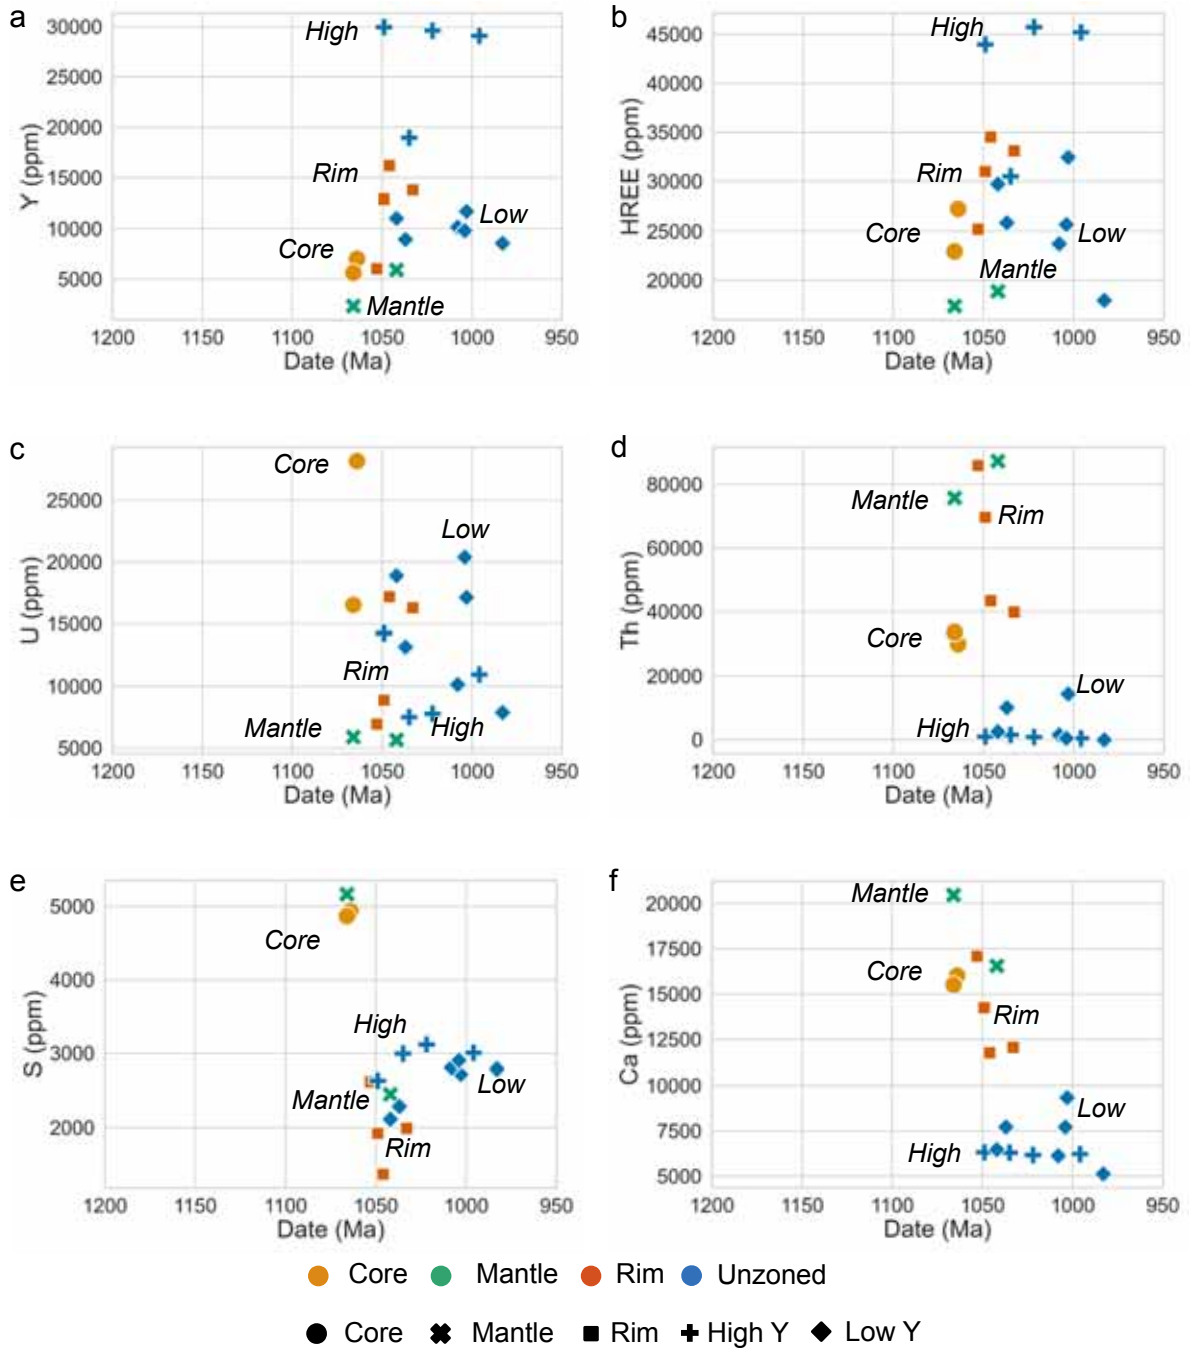 a
30000
25000
20000
15000
10000
5000
Y (ppm)
High
Rim
Core
Low
Mantle
1200 1150 1100 1050 1000 950
Date (Ma)
b
45000
40000
35000
30000
25000
20000
HREE (ppm)
High
Rim
Core
Low
Mantle
1200 1150 1100 1050 1000 950
Date (Ma)
c
25000
20000
15000
10000
5000
U (ppm)
Core
Low
Rim
Mantle
High
1200 1150 1100 1050 1000 950
Date (Ma)
d
80000
60000
40000
20000
0
Th (ppm)
Mantle
Rim
Core
Low
High
1200 1150 1100 1050 1000 950
Date (Ma)
e
5000
4000
3000
2000
S (ppm)
Core
High
Mantle
Low
Rim
1200 1150 1100 1050 1000 950
Date (Ma)
f
20000
17500
15000
12500
10000
7500
5000
Ca (ppm)
Mantle
Core
Rim
Low
High
1200 1150 1100 1050 1000 950
Date (Ma)
Core Mantle Rim Unzoned
Core Mantle Rim High Y Low Y